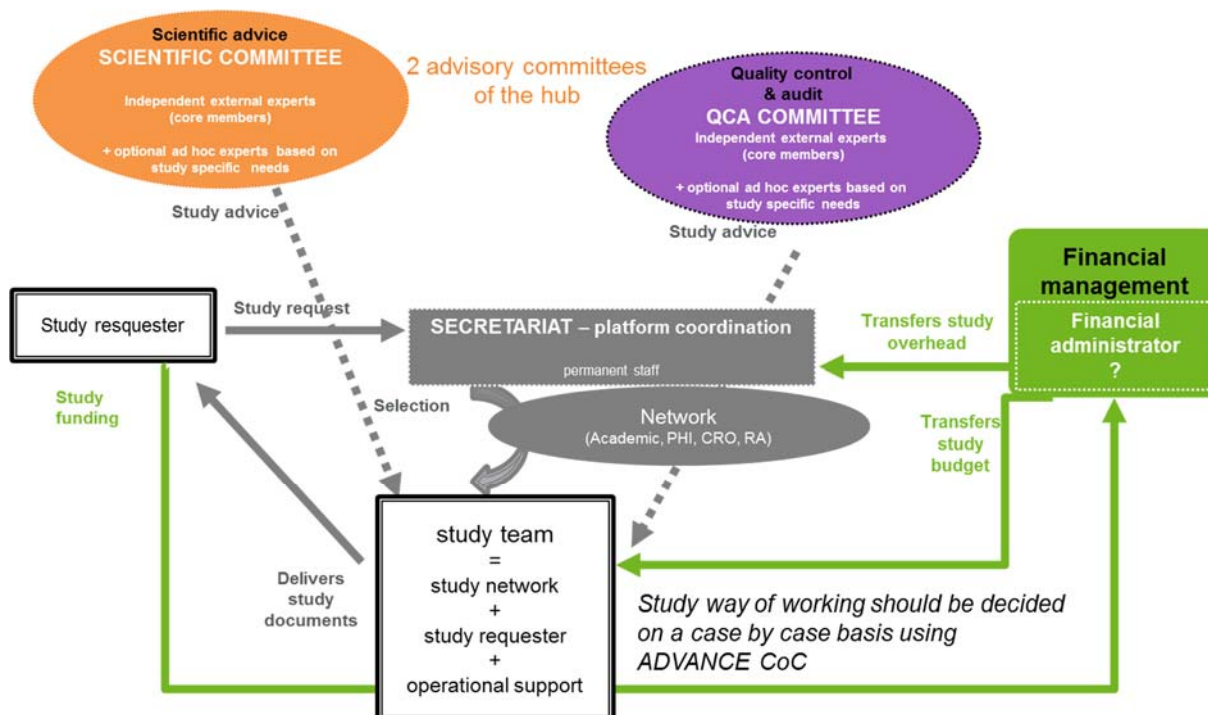 Scientific advice
SCIENTIFIC COMMITTEE
Independent external experts
(core members)
+ optional ad hoc experts based on
study specific needs
2 advisory committees
of the hub
Quality control
& audit
QCA COMMITTEE
Independent external experts
(core members)
+ optional ad hoc experts based on
study specific needs
Study advice
Study advice
Financial
management
Financial
administrator
?
Study resquester
Study request
SECRETARIAT – platform coordination
permanent staff
Transfers study
overhead
Study
funding
Selection
Network
(Academic, PHI, CRO, RA)
Transfers
study
budget
Delivers
study
documents
study team
=
study network
+
study requester
+
operational support
Study way of working should be decided
on a case by case basis using
ADVANCE CoC